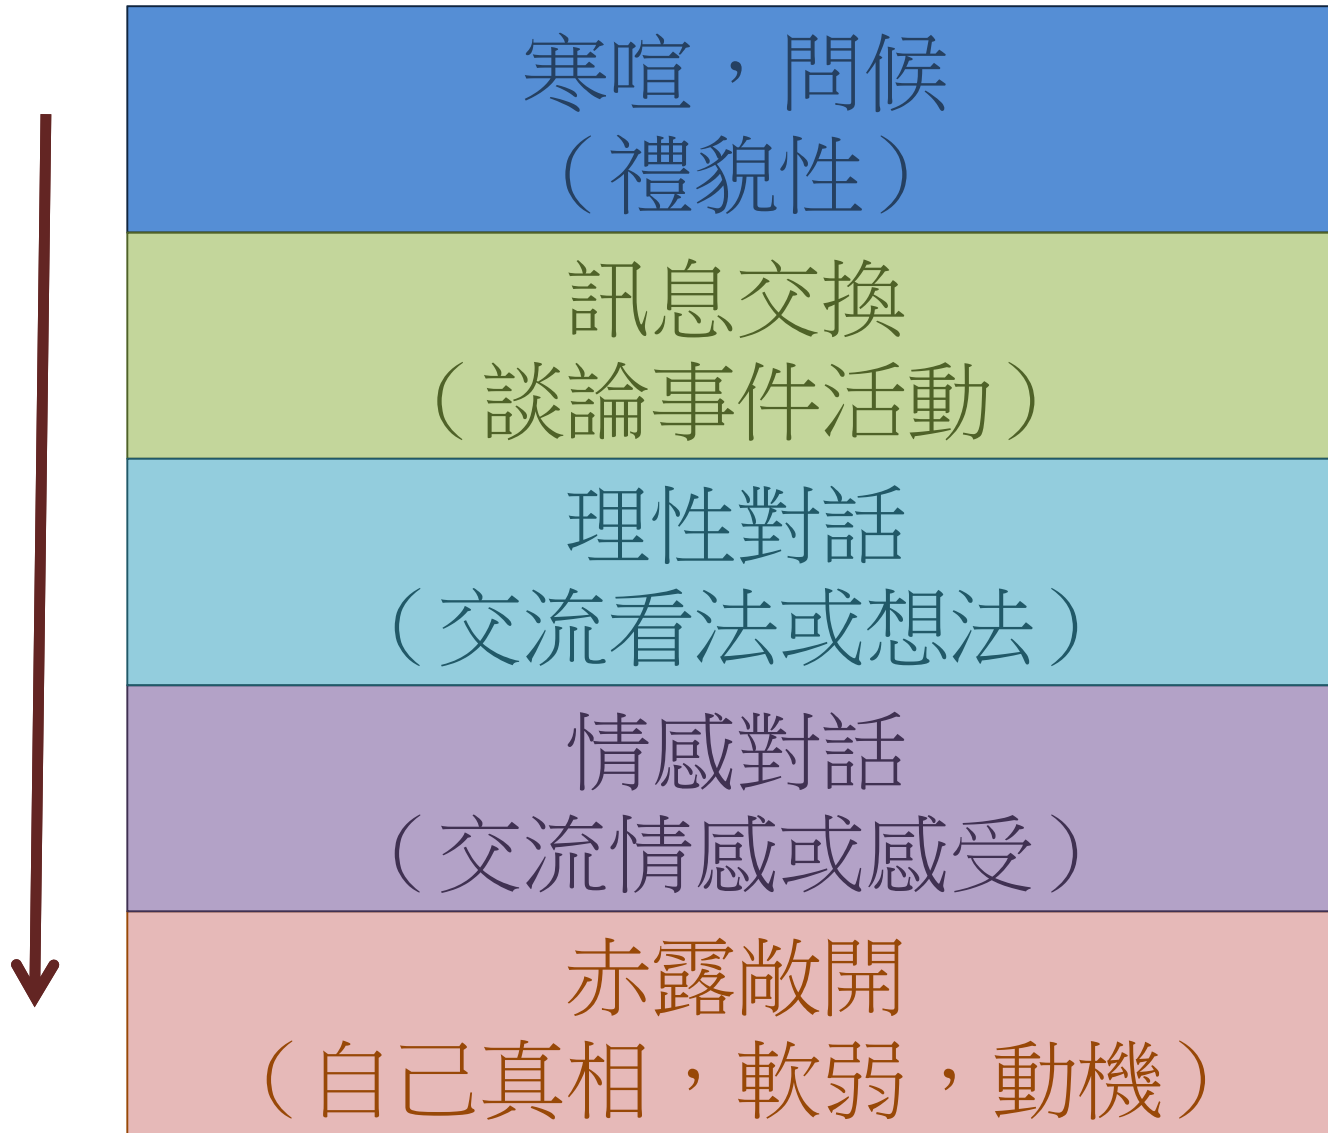 寒喧，問候
（禮貌性）
訊息交換
（談論事件活動）
理性對話
（交流看法或想法）
情感對話
（交流情感或感受）
赤露敞開
（自己真相，軟弱，動機）